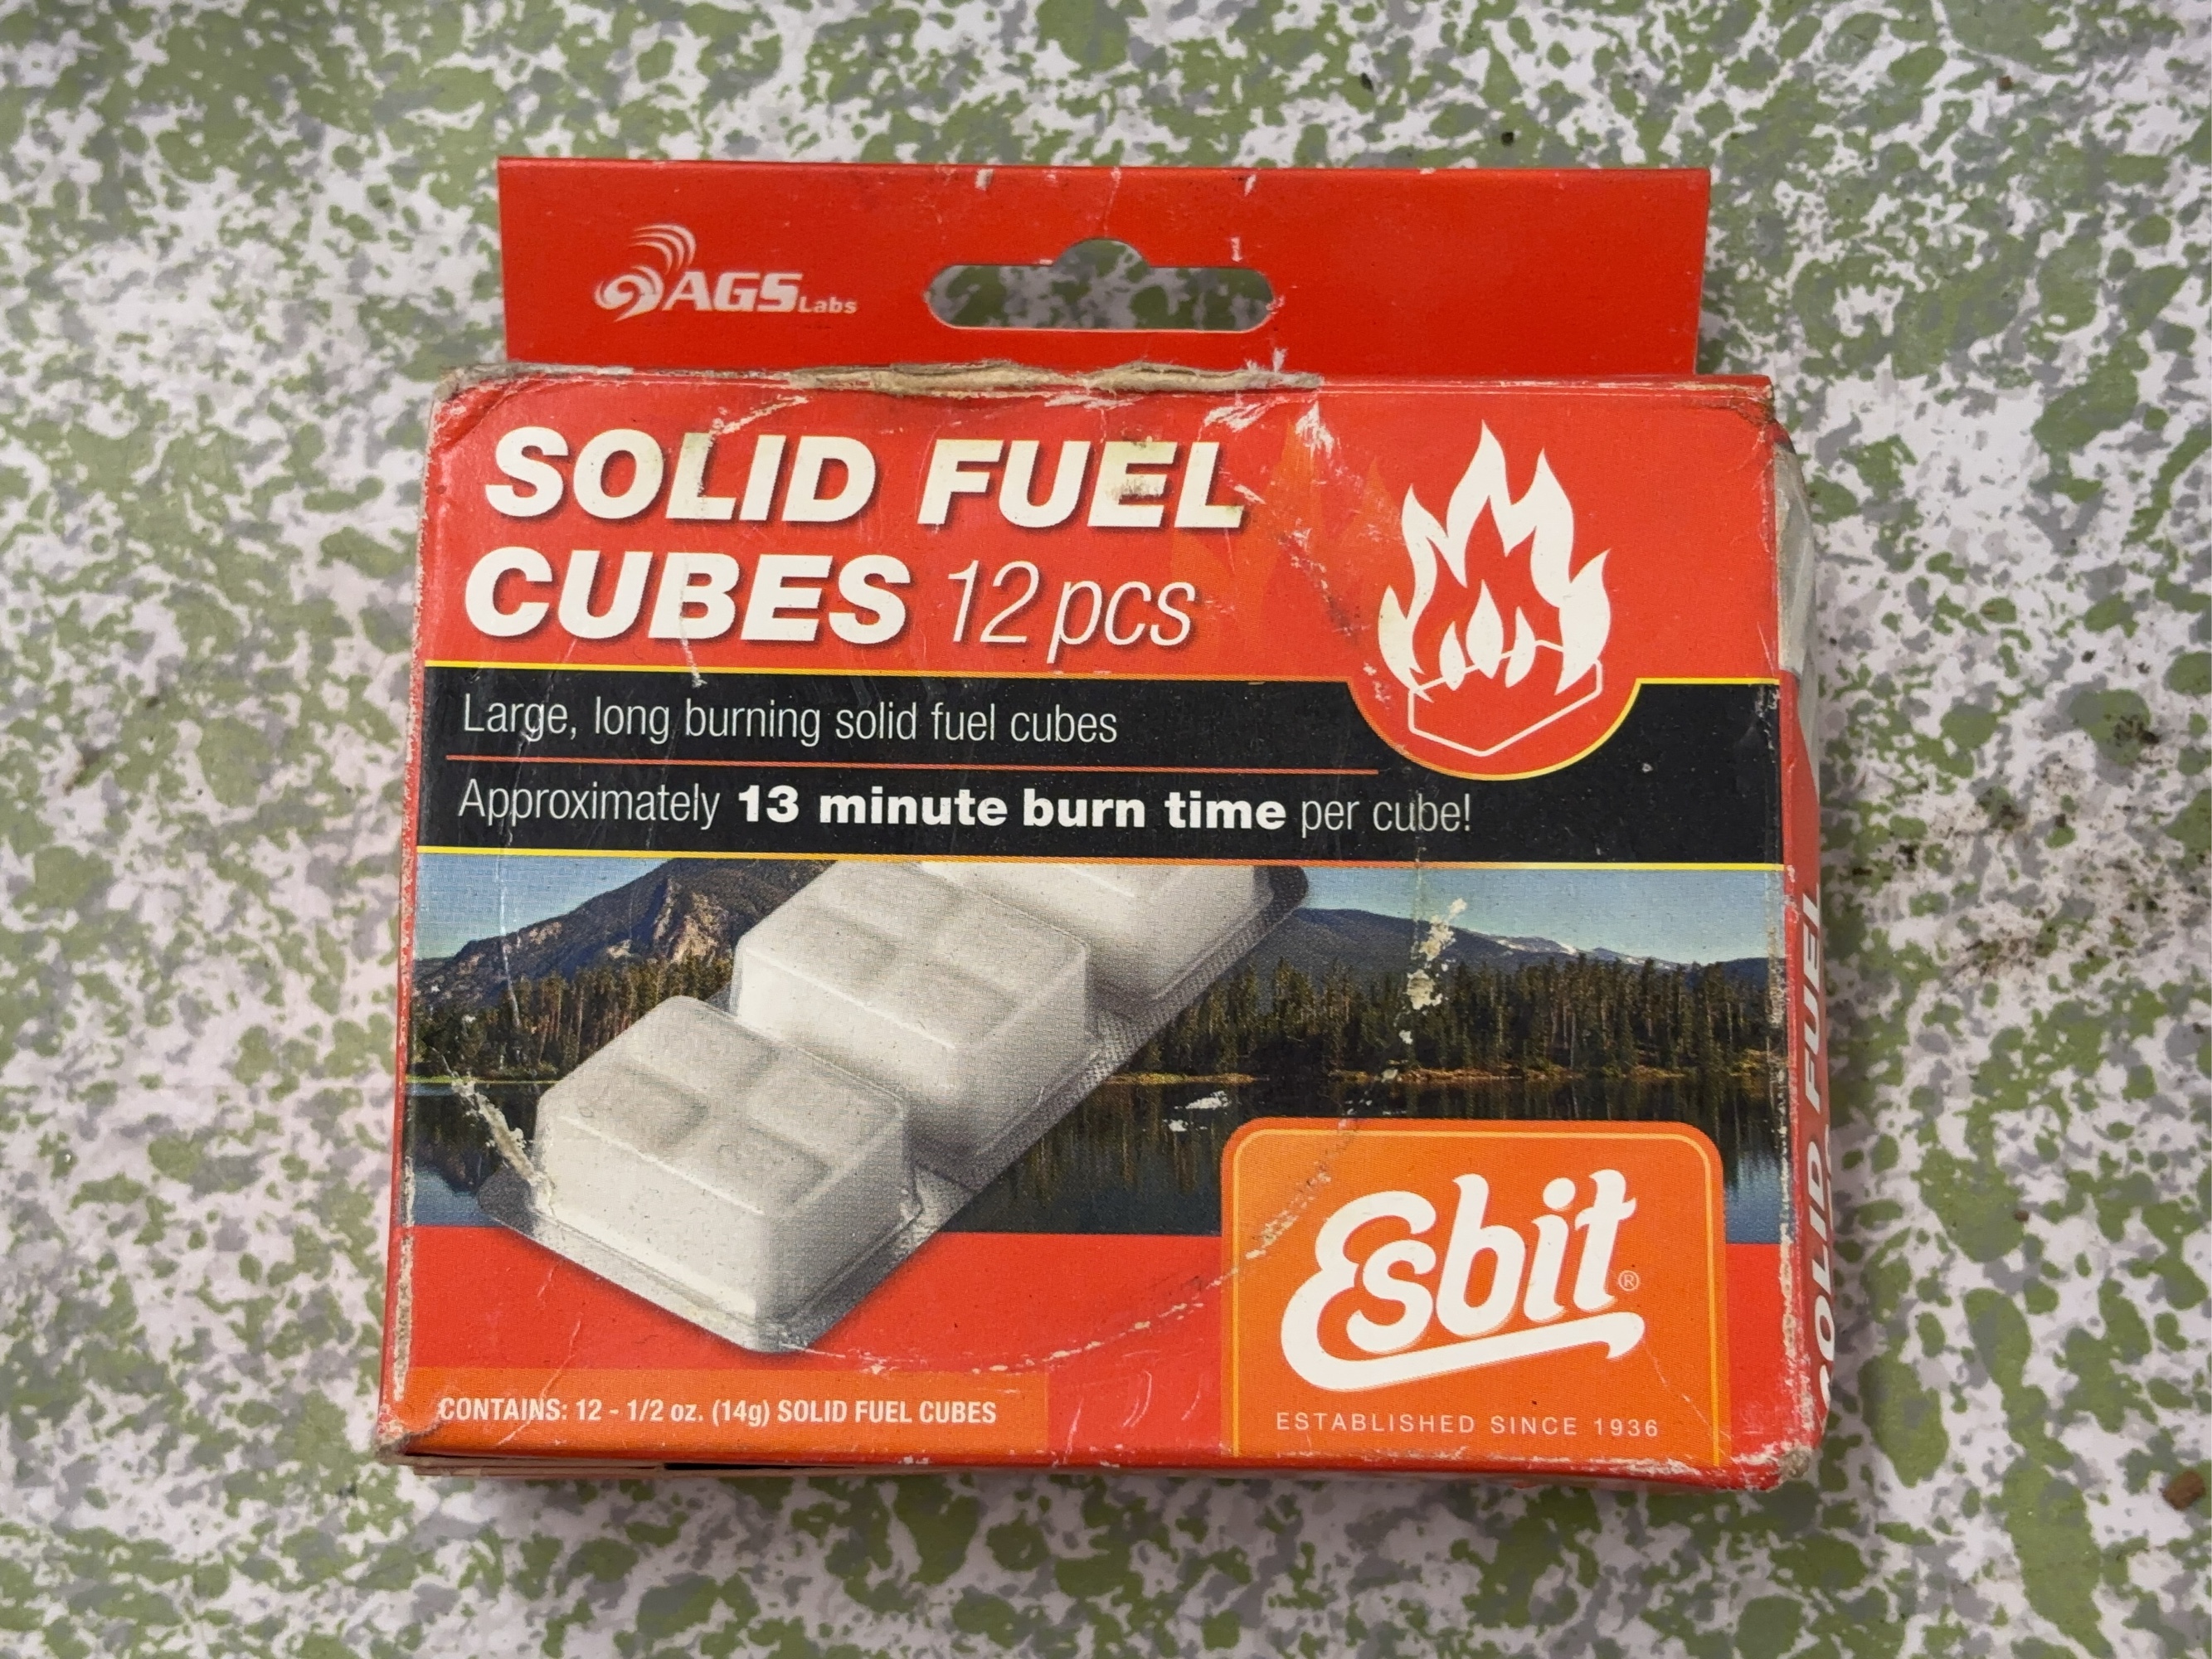 AGS Labs
SOLID FUEL
CUBES 12 pcs
Large, long burning solid fuel cubes
Approximately 13 minute burn time per cube!
Esbit®
ESTABLISHED SINCE 1936
CONTAINS: 12 - 1/2 oz. (14g) SOLID FUEL CUBES
SOLID FUEL